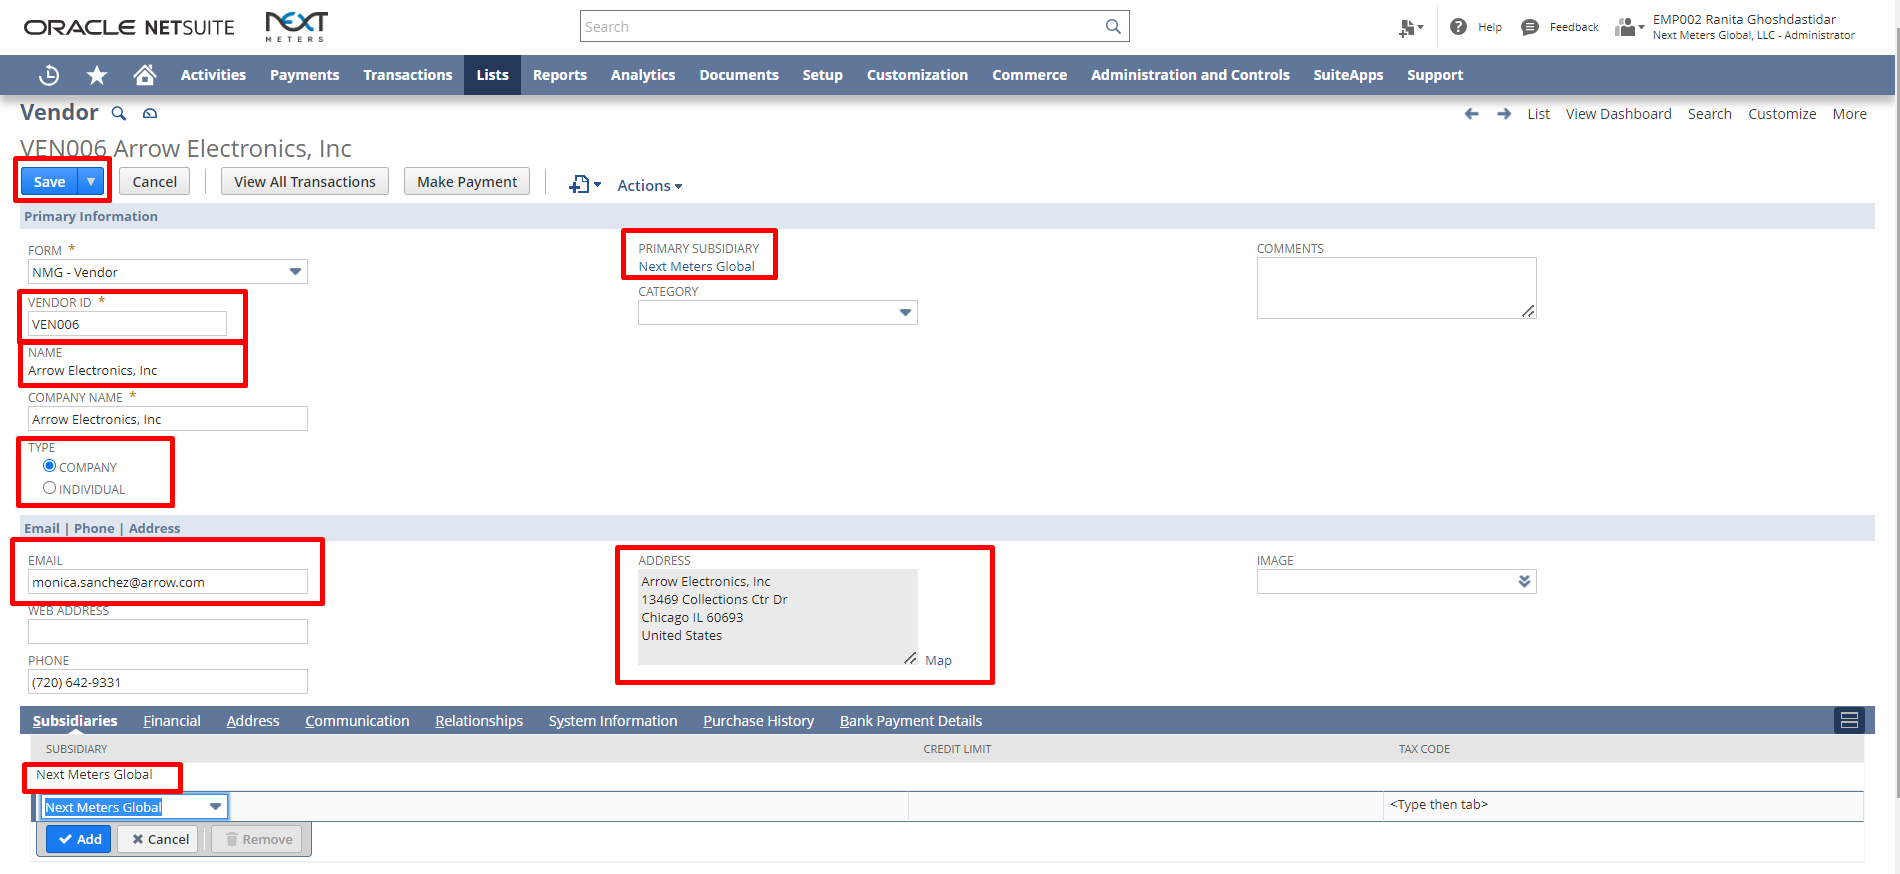 ORACLE NETSUITE
NEXT
METERS
Search
Help
Feedback
EMP002 Ranita Ghoshdastidar
Next Meters Global, LLC - Administrator
Activities Payments Transactions Lists Reports Analytics Documents Setup Customization Commerce Administration and Controls SuiteApps Support
Vendor
List View Dashboard Search Customize More
VEN006 Arrow Electronics, Inc
Save Cancel View All Transactions Make Payment Actions
Primary Information
FORM *
NMG - Vendor
VENDOR ID *
VEN006
NAME
Arrow Electronics, Inc
COMPANY NAME *
Arrow Electronics, Inc
TYPE
COMPANY
INDIVIDUAL
PRIMARY SUBSIDIARY
Next Meters Global
CATEGORY
COMMENTS
Email | Phone | Address
EMAIL
monica.sanchez@arrow.com
WEB ADDRESS
PHONE
(720) 642-9331
ADDRESS
Arrow Electronics, Inc
13469 Collections Ctr Dr
Chicago IL 60693
United States
Map
IMAGE
Subsidiaries Financial Address Communication Relationships System Information Purchase History Bank Payment Details
SUBSIDIARY CREDIT LIMIT TAX CODE
Next Meters Global
Next Meters Global <Type then tab>
Add Cancel Remove